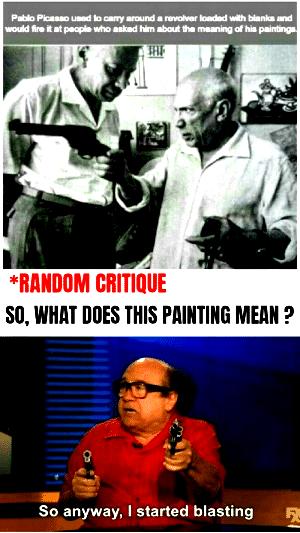 Pablo Picasso used to carry around a revolver loaded with blanks and
would fire it at people who asked him about the meaning of his paintings.
*RANDOM CRITIQUE
SO, WHAT DOES THIS PAINTING MEAN ?
So anyway, I started blasting